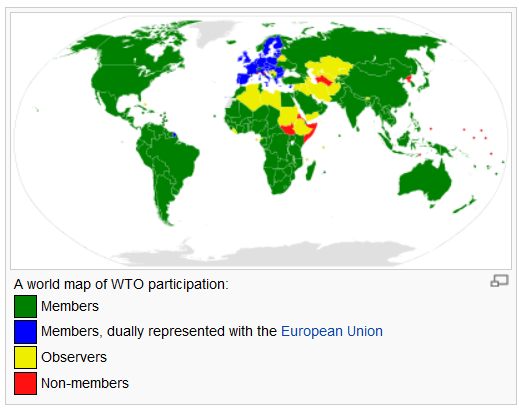 A world map of WTO participation:
Members
Members, dually represented with the European Union
Observers
Non-members